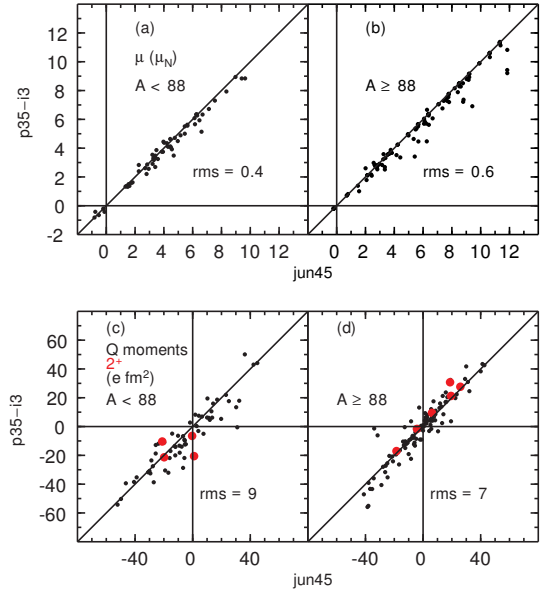 (a)
(b)
14
12
10
8
6
4
2
0
-2
p35-i3
μ (μN)
A < 88
A ≥ 88
rms = 0.4
rms = 0.6
0 2 4 6 8 10 12 0 2 4 6 8 10 12 14
jun45
(c)
(d)
60
40
20
0
-20
-40
-60
p35-i3
Q moments
2+
(e fm²)
A < 88
A ≥ 88
rms = 9
rms = 7
-40 0 40 -40 0 40
jun45